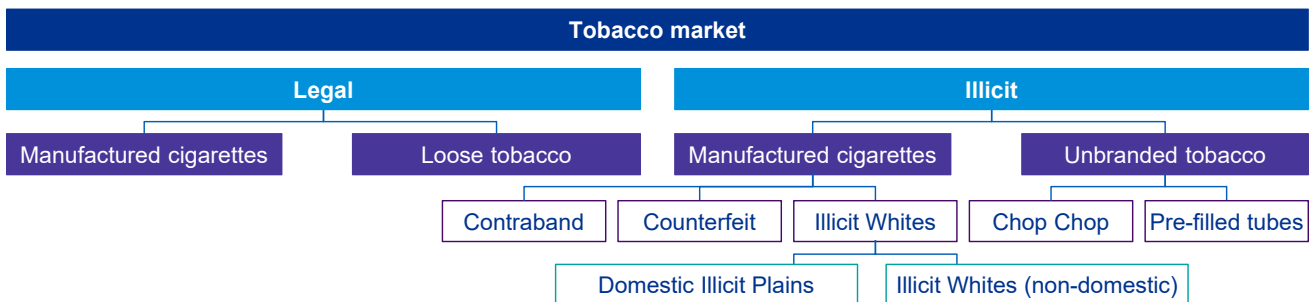 Tobacco market
Legal
Illicit
Manufactured cigarettes
Loose tobacco
Manufactured cigarettes
Unbranded tobacco
Contraband
Counterfeit
Illicit Whites
Chop Chop
Pre-filled tubes
Domestic Illicit Plains
Illicit Whites (non-domestic)